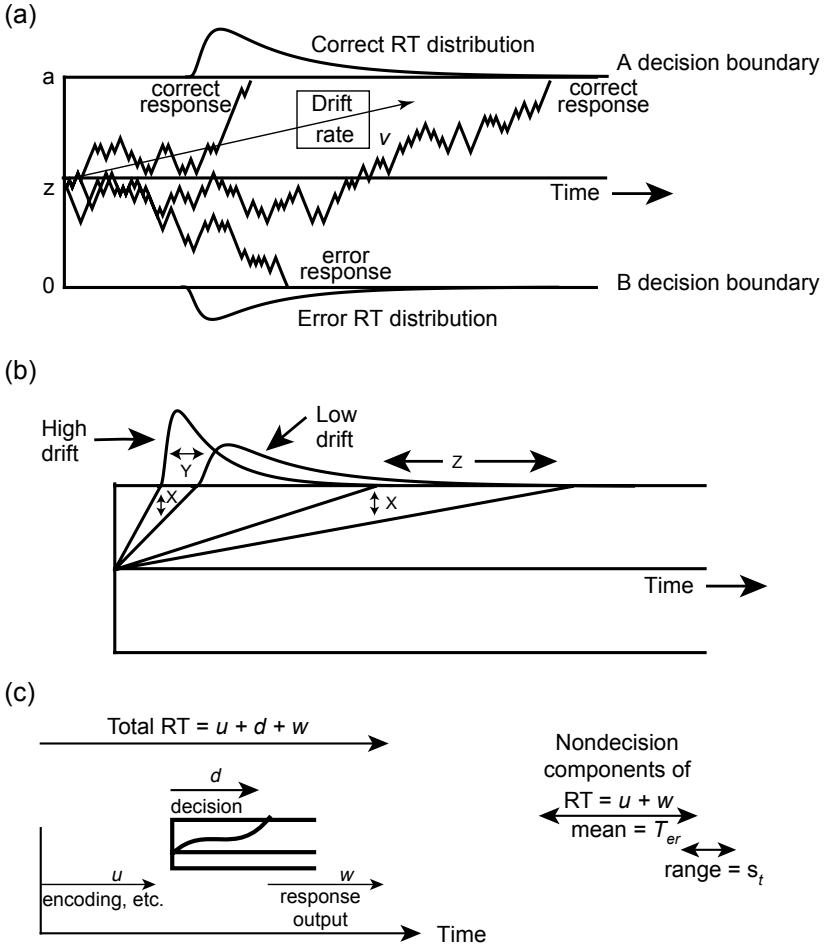 (a)
Correct RT distribution
A decision boundary
a
correct
response
Drift
rate
v
correct
response
z
Time
error
response
0
B decision boundary
Error RT distribution
(b)
High
drift
Low
drift
Y
Z
X
X
Time
(c)
Total RT = u + d + w
d
decision
u
encoding, etc.
w
response
output
Time
Nondecision
components of
RT = u + w
mean = Ter
range = st